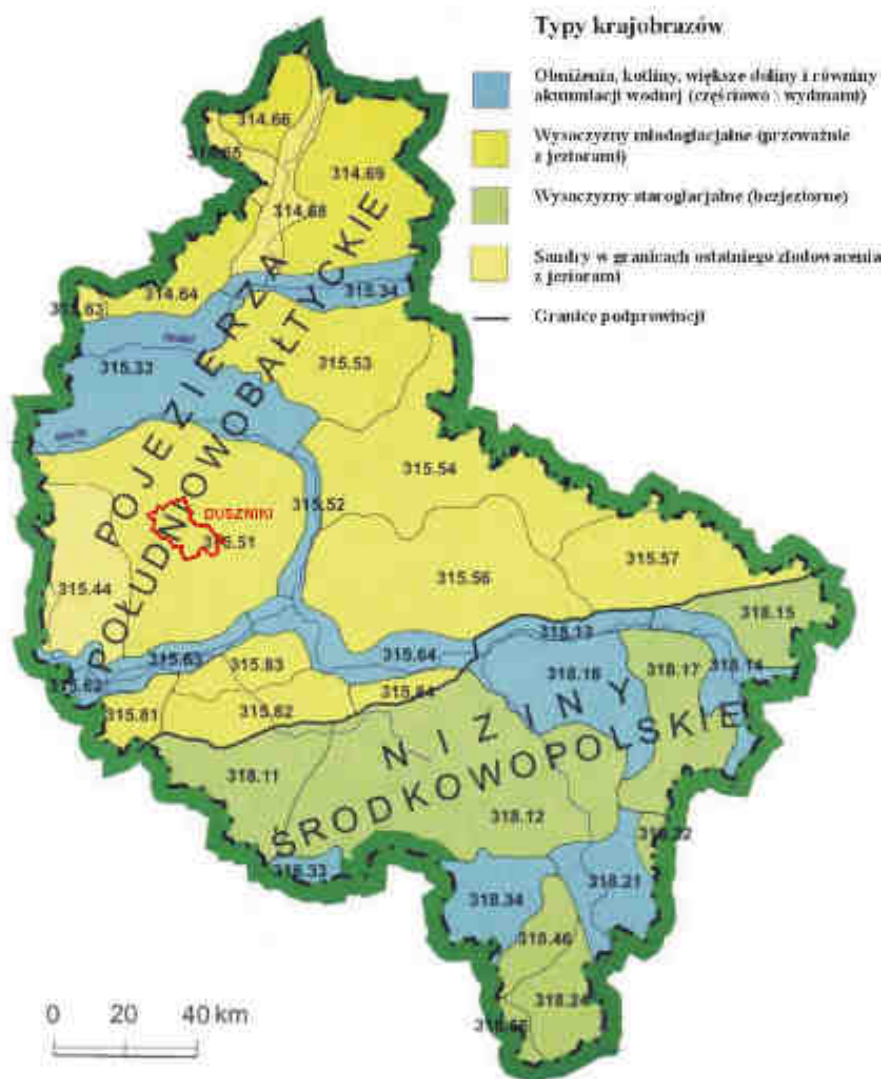 Typy krajobrazów
Obniżenia, kotliny, większe doliny i równiny
akumulacji wodnej (częściowo z wydmami)
Wysoczyzny młodoglacjalne (przeważnie
z jeziorami)
Wysoczyzny staroglacjalne (bezjeziorne)
Sandry w granicach ostatniego zlodowacenia
z jeziorami
Granice podprowincji
314.66
314.69
314.68
314.64
315.34
315.33
315.53
POJEZIERZA
POŁUDNIOWOBAŁTYCKIE
315.54
315.52
DUSZNIKI
315.51
315.57
315.56
315.44
318.15
318.13
315.63
315.83
315.64
318.16
318.17
318.14
315.81
315.82
NIZINY
ŚRODKOWOPOLSKIE
318.11
318.12
318.33
318.21
318.34
318.46
318.24
0 20 40 km